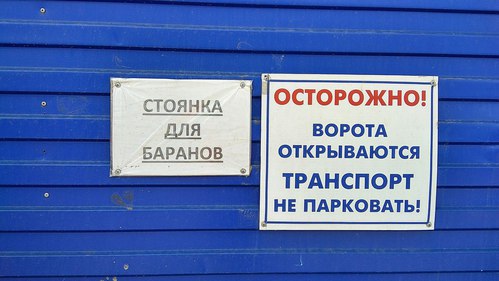 СТОЯНКА
ДЛЯ
БАРАНОВ
ОСТОРОЖНО!
ВОРОТА
ОТКРЫВАЮТСЯ
ТРАНСПОРТ
НЕ ПАРКОВАТЬ!